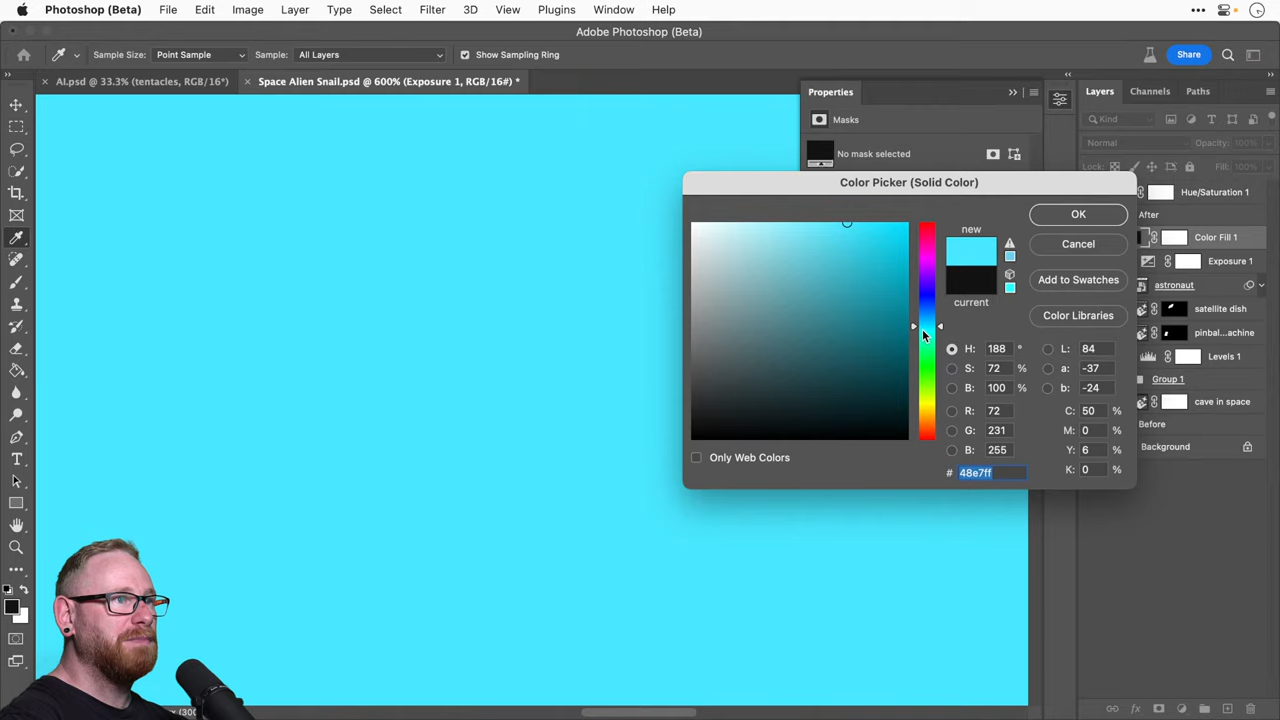 Photoshop (Beta) File Edit Image Layer Type Select Filter 3D View Plugins Window Help
Adobe Photoshop (Beta)
Sample Size: Point Sample Sample: All Layers Show Sampling Ring Share
AI.psd @ 33.3% (tentacles, RGB/16*) Space Alien Snail.psd @ 600% (Exposure 1, RGB/16#) *
Properties
Masks
No mask selected
Layers Channels Paths
Kind
Normal Opacity: 100%
Lock: Fill: 100%
Hue/Saturation 1
After
Color Fill 1
Exposure 1
astronaut
satellite dish
pinbal...achine
Levels 1
Group 1
cave in space
Before
Background
Color Picker (Solid Color)
new
current
OK
Cancel
Add to Swatches
Color Libraries
H: 188 ° L: 84
S: 72 % a: -37
B: 100 % b: -24
R: 72 C: 50 %
G: 231 M: 0 %
B: 255 Y: 6 %
# 48e7ff K: 0 %
Only Web Colors